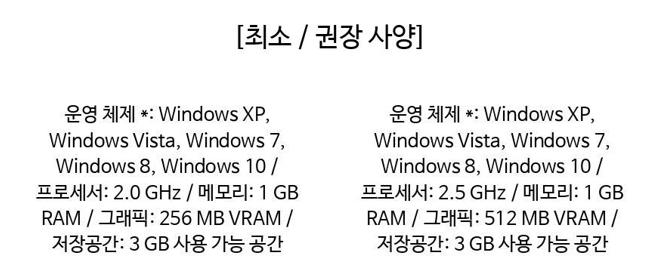 [최소 / 권장 사양]
운영 체제 *: Windows XP,
Windows Vista, Windows 7,
Windows 8, Windows 10 /
프로세서: 2.0 GHz / 메모리: 1 GB
RAM / 그래픽: 256 MB VRAM /
저장공간: 3 GB 사용 가능 공간
운영 체제 *: Windows XP,
Windows Vista, Windows 7,
Windows 8, Windows 10 /
프로세서: 2.5 GHz / 메모리: 1 GB
RAM / 그래픽: 512 MB VRAM /
저장공간: 3 GB 사용 가능 공간